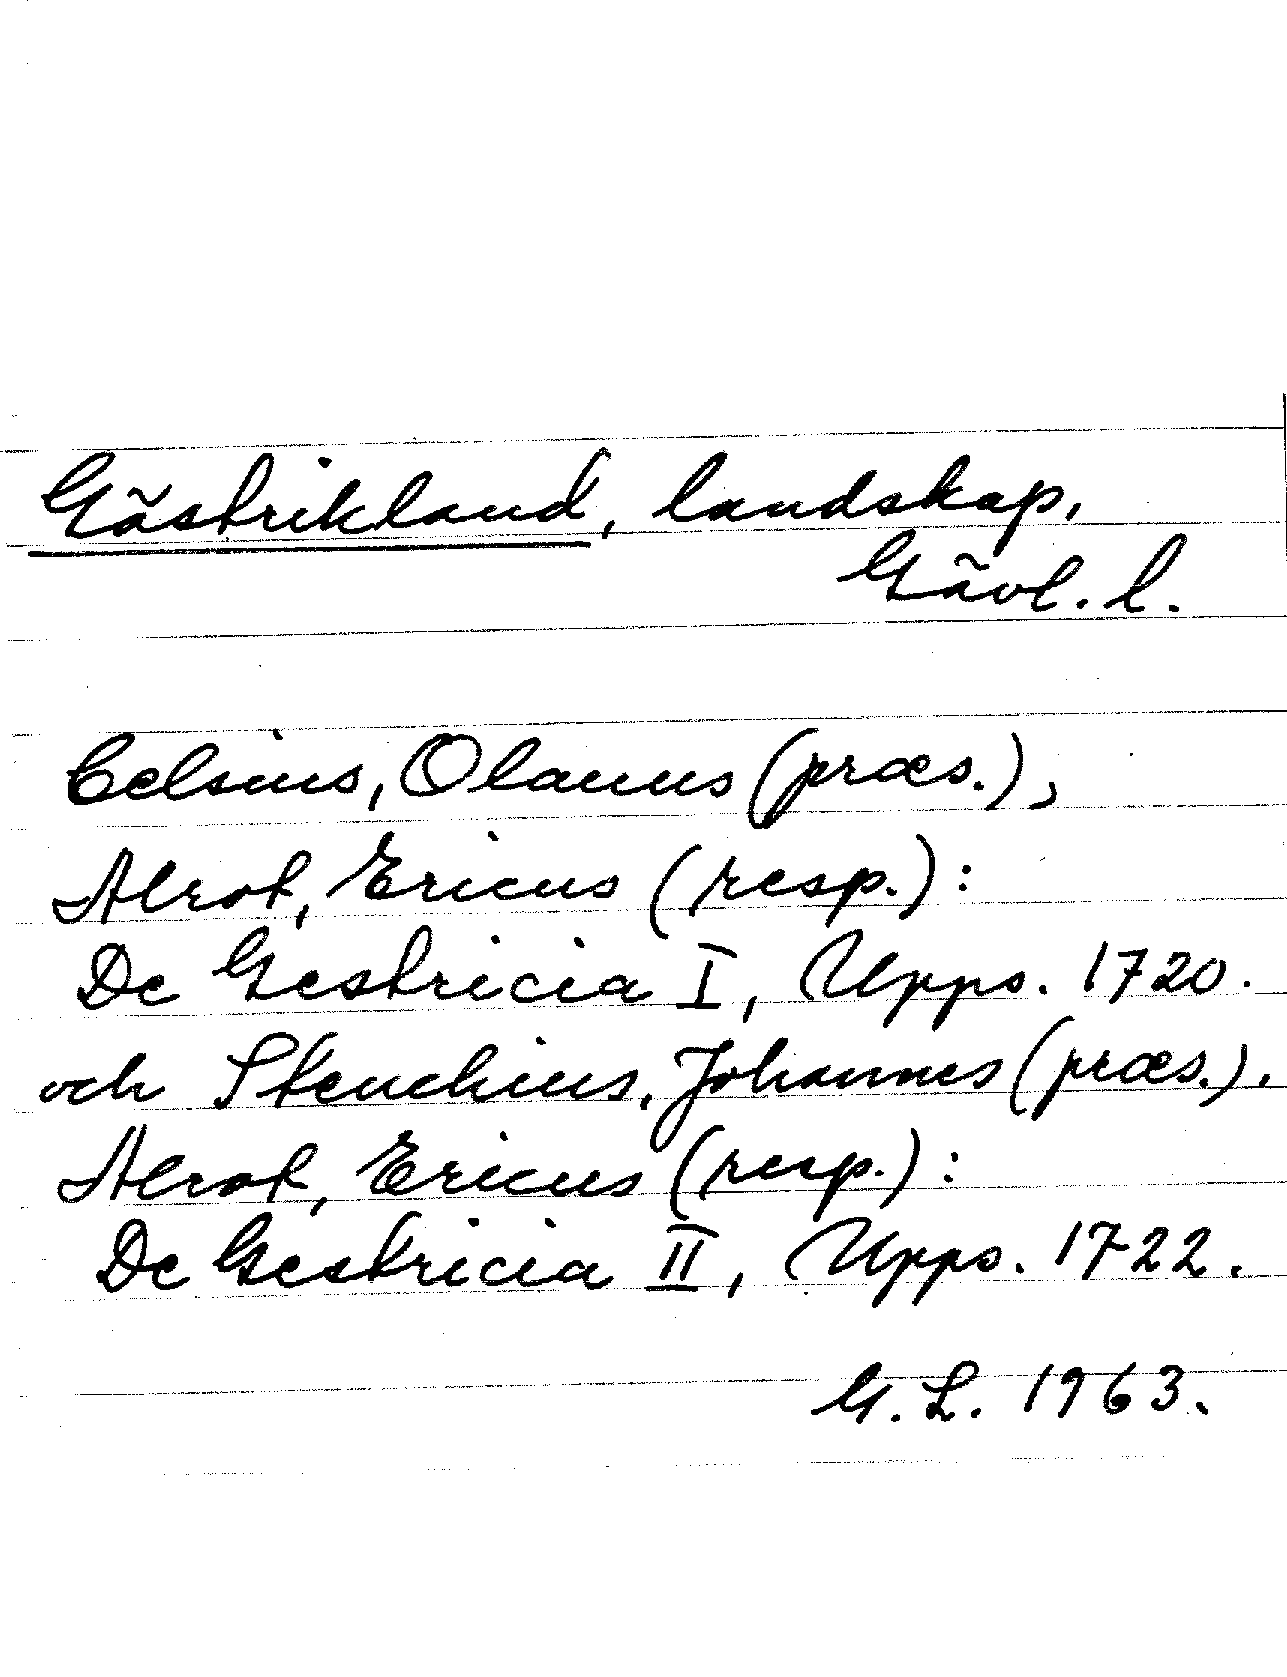 Gästrikland, landskap,
Gävl. l.
Celsius, Olauus (præs.),
Alrot, Ericus (resp.):
De Gestricia I, Upps. 1720.
och Steuchius, Johannes (præs.),
Alrot, Ericus (resp.):
De Gestricia II, Upps. 1722.
G. L. 1963.